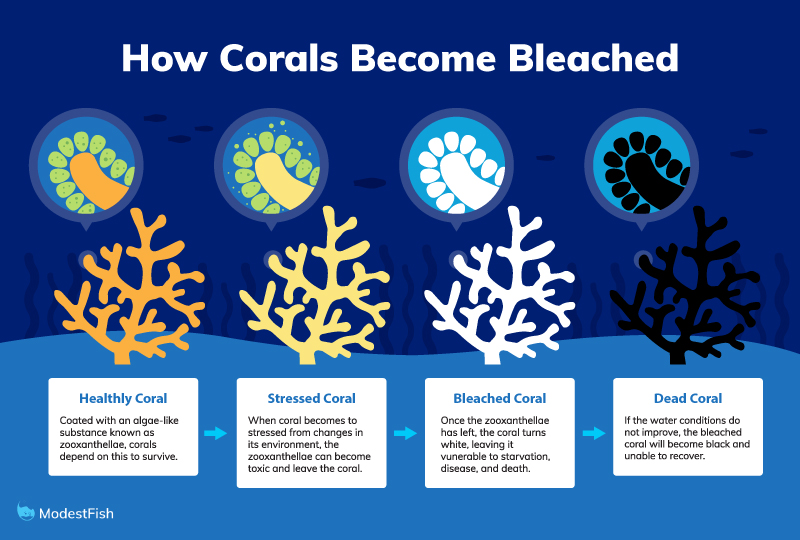 How Corals Become Bleached
Healthly Coral
Coated with an algae-like
substance known as
zooxanthellae, corals
depend on this to survive.
Stressed Coral
When coral becomes to
stressed from changes in
its environment, the
zooxanthellae can become
toxic and leave the coral.
Bleached Coral
Once the zooxanthellae
has left, the coral turns
white, leaving it
vunerable to starvation,
disease, and death.
Dead Coral
If the water conditions do
not improve, the bleached
coral will become black and
unable to recover.
ModestFish